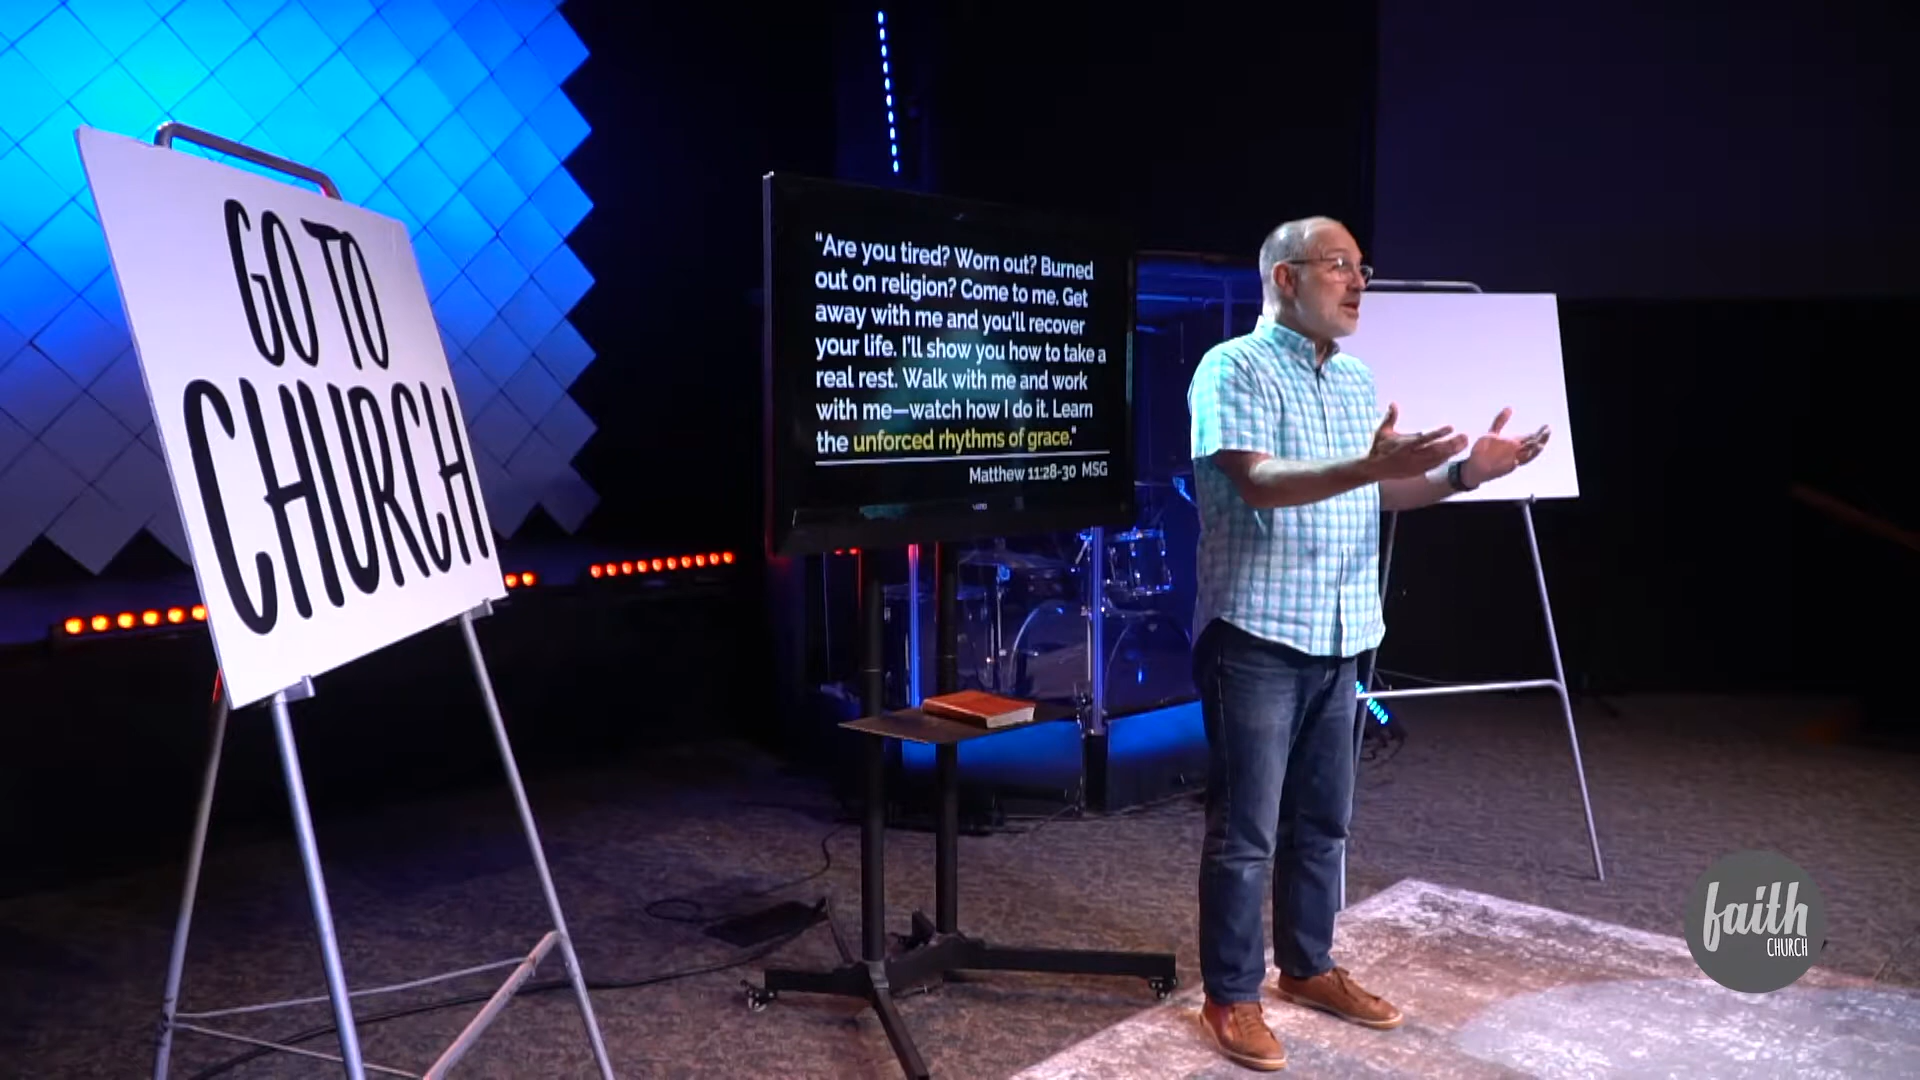 GO TO
CHURCH
“Are you tired? Worn out? Burned
out on religion? Come to me. Get
away with me and you'll recover
your life. I'll show you how to take a
real rest. Walk with me and work
with me—watch how I do it. Learn
the unforced rhythms of grace."
Matthew 11:28-30 MSG
VIZIO
faith
CHURCH